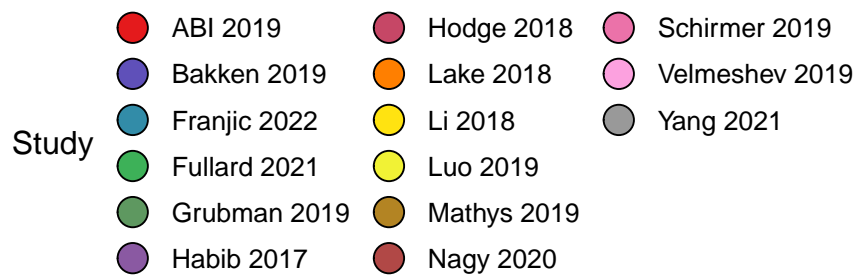 Study
ABI 2019
Bakken 2019
Franjic 2022
Fullard 2021
Grubman 2019
Habib 2017
Hodge 2018
Lake 2018
Li 2018
Luo 2019
Mathys 2019
Nagy 2020
Schirmer 2019
Velmeshev 2019
Yang 2021